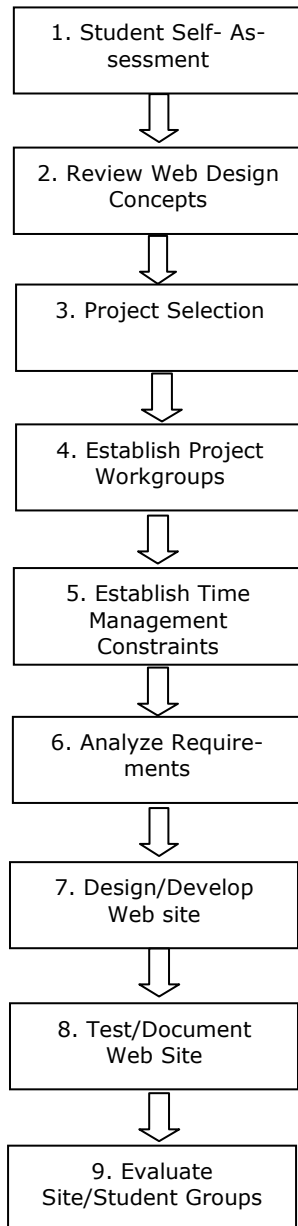 1. Student Self- As-
sessment
2. Review Web Design
Concepts
3. Project Selection
4. Establish Project
Workgroups
5. Establish Time
Management
Constraints
6. Analyze Require-
ments
7. Design/Develop
Web site
8. Test/Document
Web Site
9. Evaluate
Site/Student Groups